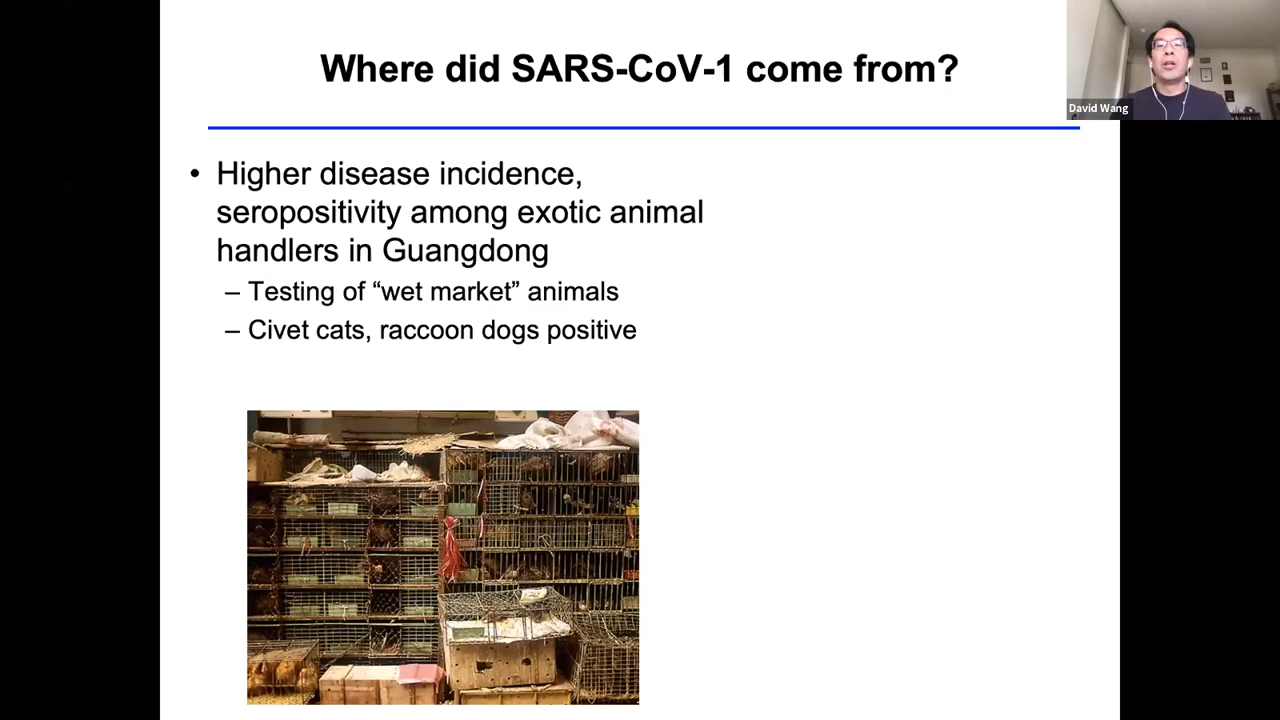 Where did SARS-CoV-1 come from?
David Wang
• Higher disease incidence,
seropositivity among exotic animal
handlers in Guangdong
– Testing of “wet market” animals
– Civet cats, raccoon dogs positive